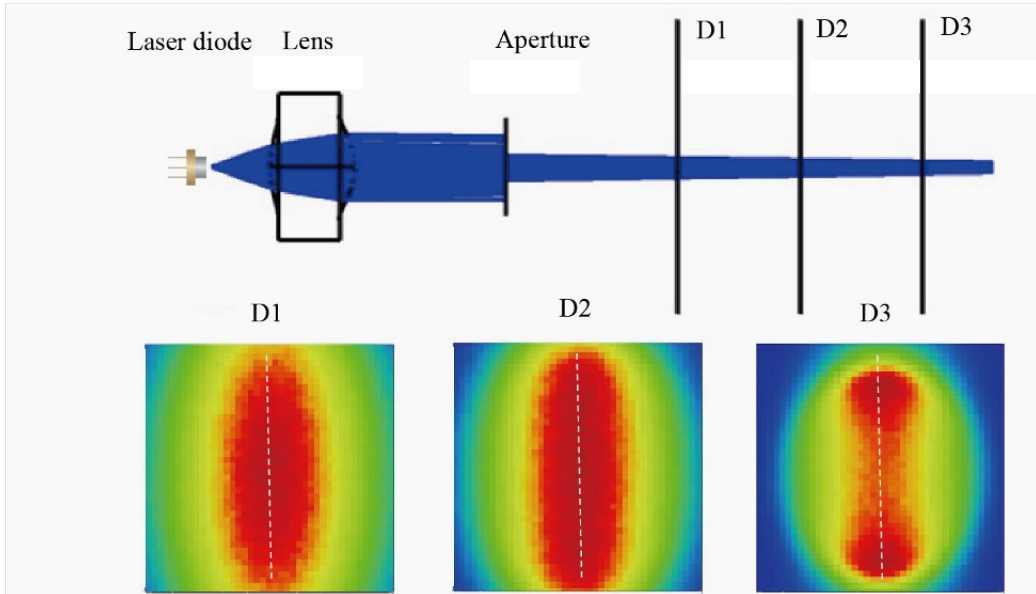 Laser diode
Lens
Aperture
D1
D2
D3
D1
D2
D3